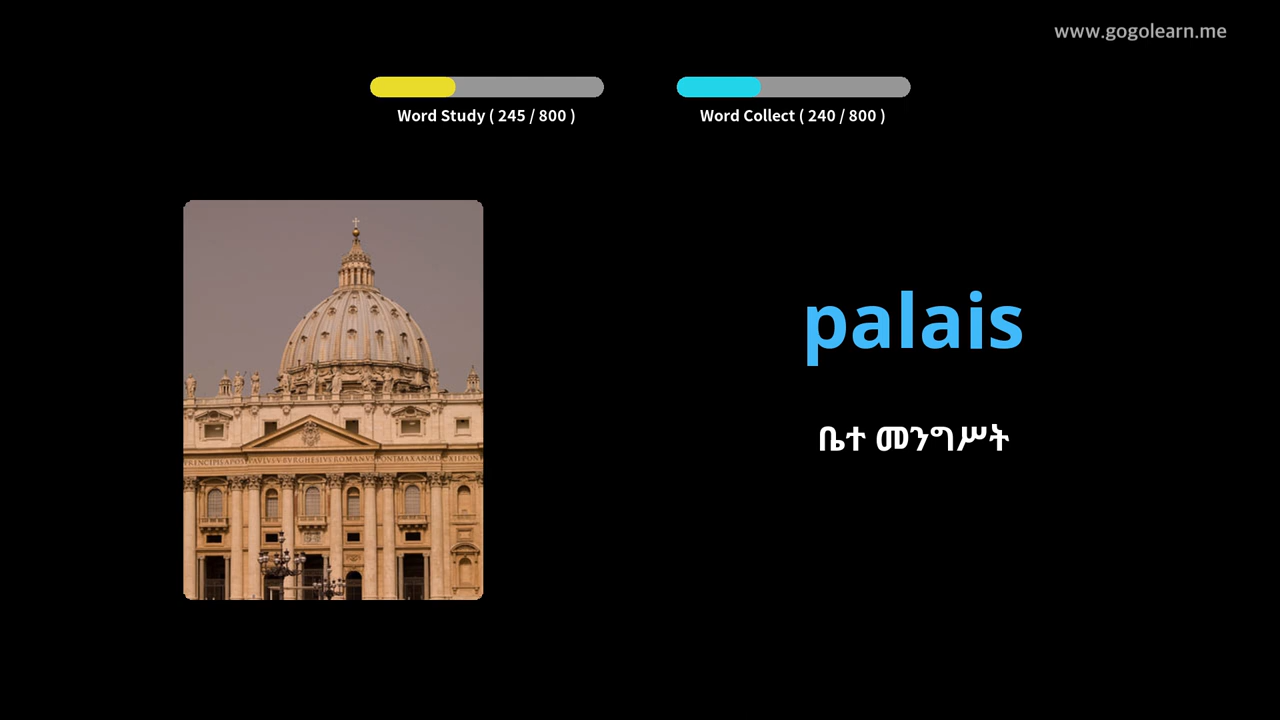 www.gogolearn.me
Word Study ( 245 / 800 )
Word Collect ( 240 / 800 )
palais
ቤተ መንግሥት